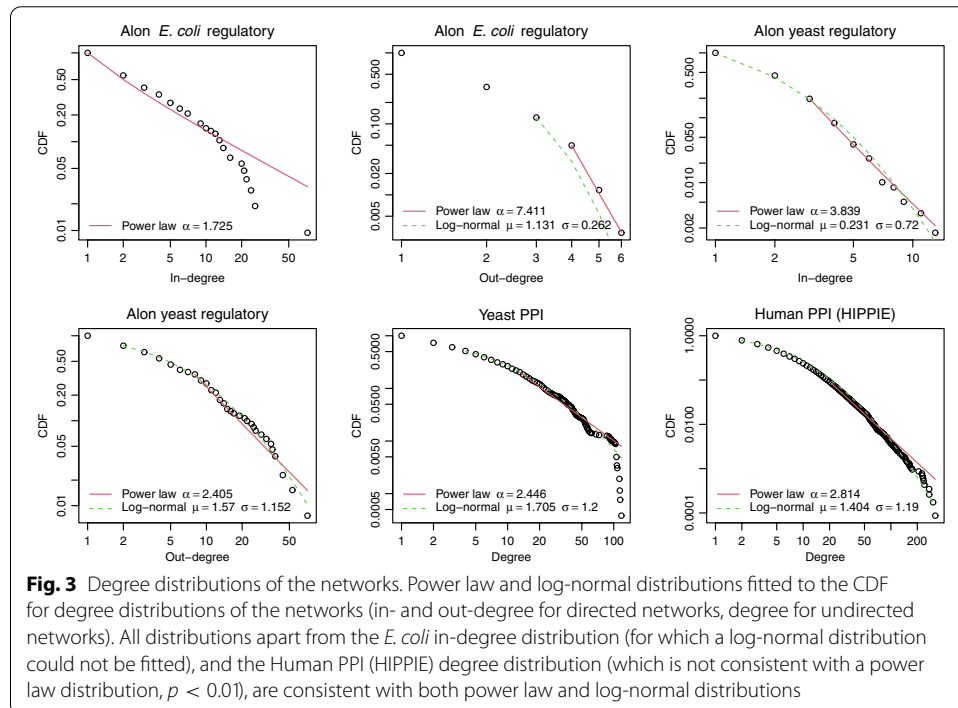 Alon E. coli regulatory
CDF
0.50
0.20
0.05
0.01
Power law α = 1.725
1 2 5 10 20 50
In−degree
Alon E. coli regulatory
CDF
0.500
0.100
0.020
0.005
Power law α = 7.411
Log−normal μ = 1.131 σ = 0.262
1 2 3 4 5 6
Out−degree
Alon yeast regulatory
CDF
0.500
0.050
0.010
0.002
Power law α = 3.839
Log−normal μ = 0.231 σ = 0.72
1 2 5 10
In−degree
Alon yeast regulatory
CDF
0.50
0.20
0.05
0.01
Power law α = 2.405
Log−normal μ = 1.57 σ = 1.152
1 2 5 10 20 50
Out−degree
Yeast PPI
CDF
0.5000
0.0500
0.0050
0.0005
Power law α = 2.446
Log−normal μ = 1.705 σ = 1.2
1 2 5 10 20 50 100
Degree
Human PPI (HIPPIE)
CDF
1.0000
0.0100
0.0001
Power law α = 2.814
Log−normal μ = 1.404 σ = 1.19
1 2 5 10 20 50 200
Degree
Fig. 3 Degree distributions of the networks. Power law and log-normal distributions fitted to the CDF
for degree distributions of the networks (in- and out-degree for directed networks, degree for undirected
networks). All distributions apart from the E. coli in-degree distribution (for which a log-normal distribution
could not be fitted), and the Human PPI (HIPPIE) degree distribution (which is not consistent with a power
law distribution, p < 0.01), are consistent with both power law and log-normal distributions